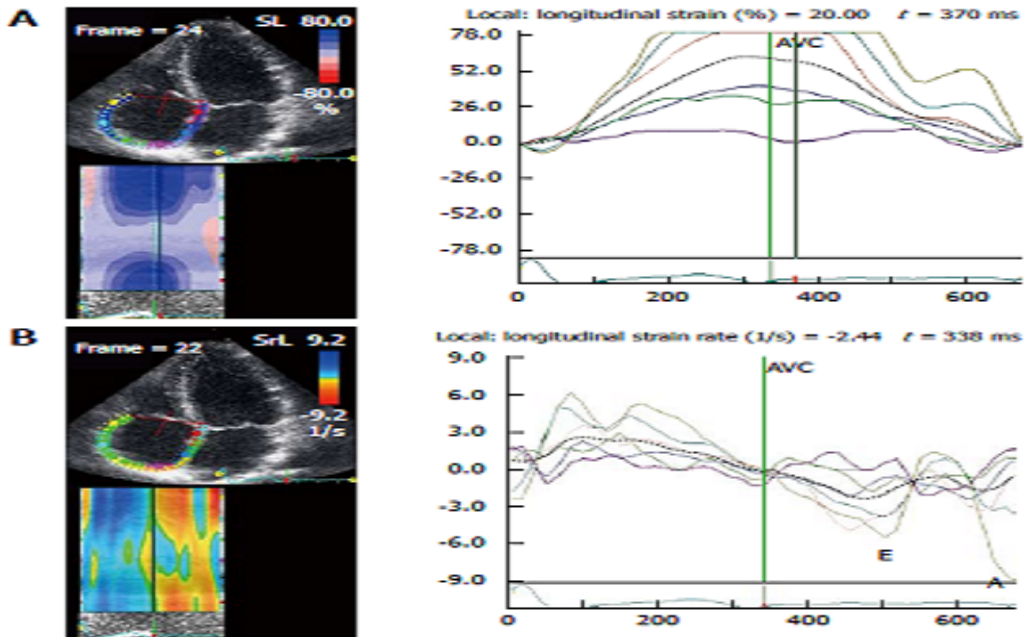 A
Frame = 24
SL 80.0
-80.0
%
Local: longitudinal strain (%) = 20.00 t = 370 ms
78.0
AVC
52.0
26.0
0.0
-26.0
-52.0
-78.0
0 200 400 600
B
Frame = 22
SrL 9.2
-9.2
1/s
Local: longitudinal strain rate (1/s) = -2.44 t = 338 ms
9.0
AVC
6.0
3.0
0.0
-3.0
-6.0
E
-9.0
A
0 200 400 600